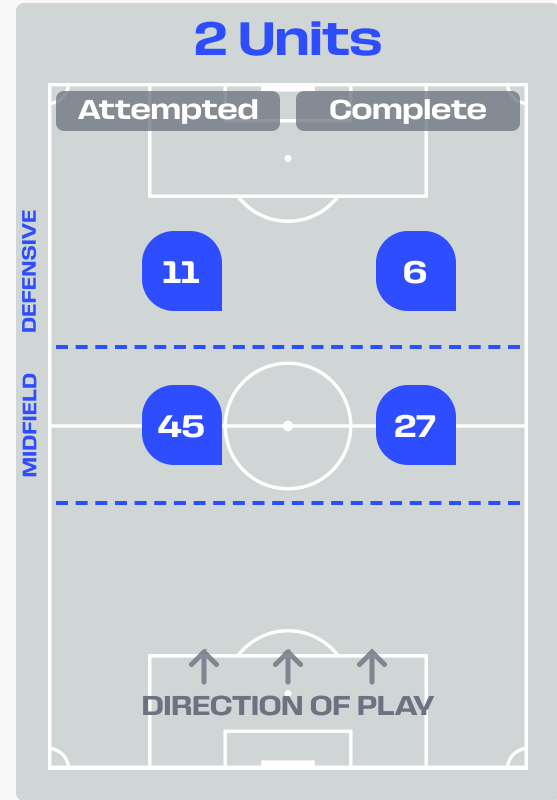 2 Units
Attempted Complete
DEFENSIVE
11 6
MIDFIELD
45 27
DIRECTION OF PLAY